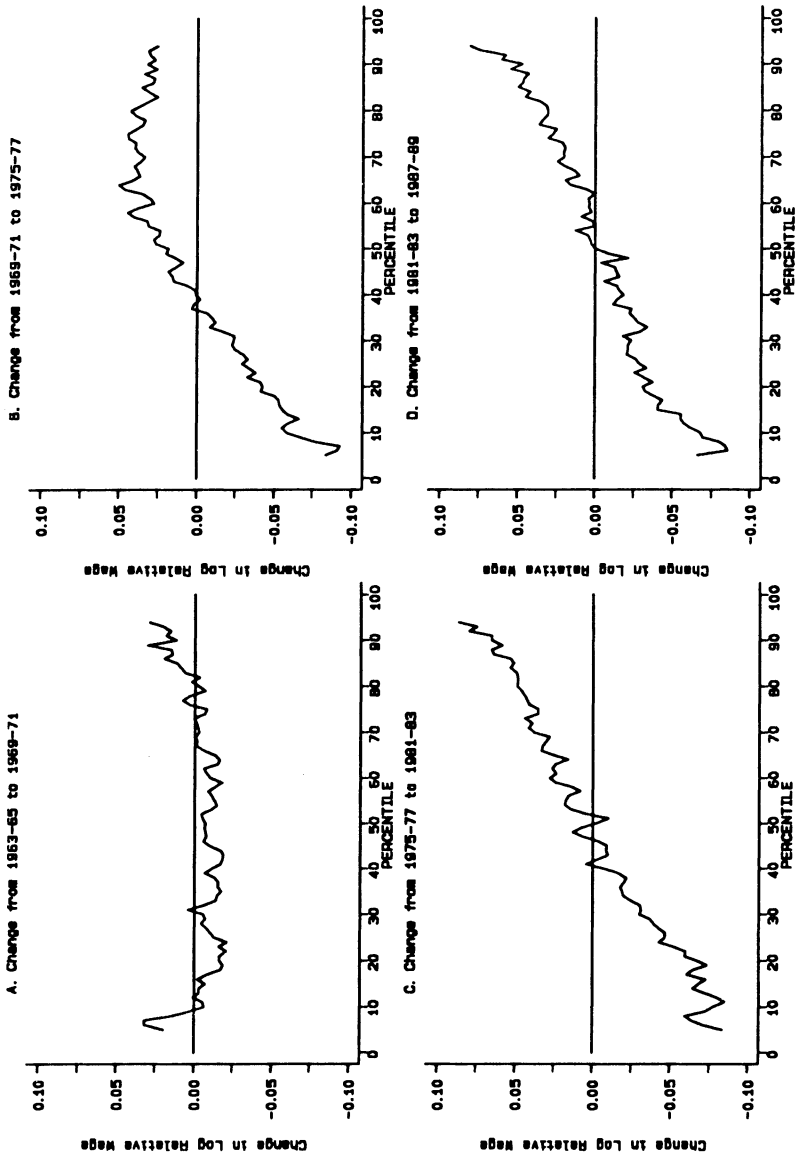 A. Change from 1963-65 to 1969-71
Change in Log Relative Wage
0.10
0.05
0.00
-0.05
-0.10
0 10 20 30 40 50 60 70 80 90 100
PERCENTILE
B. Change from 1969-71 to 1975-77
Change in Log Relative Wage
0.10
0.05
0.00
-0.05
-0.10
0 10 20 30 40 50 60 70 80 90 100
PERCENTILE
C. Change from 1975-77 to 1981-83
Change in Log Relative Wage
0.10
0.05
0.00
-0.05
-0.10
0 10 20 30 40 50 60 70 80 90 100
PERCENTILE
D. Change from 1981-83 to 1987-89
Change in Log Relative Wage
0.10
0.05
0.00
-0.05
-0.10
0 10 20 30 40 50 60 70 80 90 100
PERCENTILE